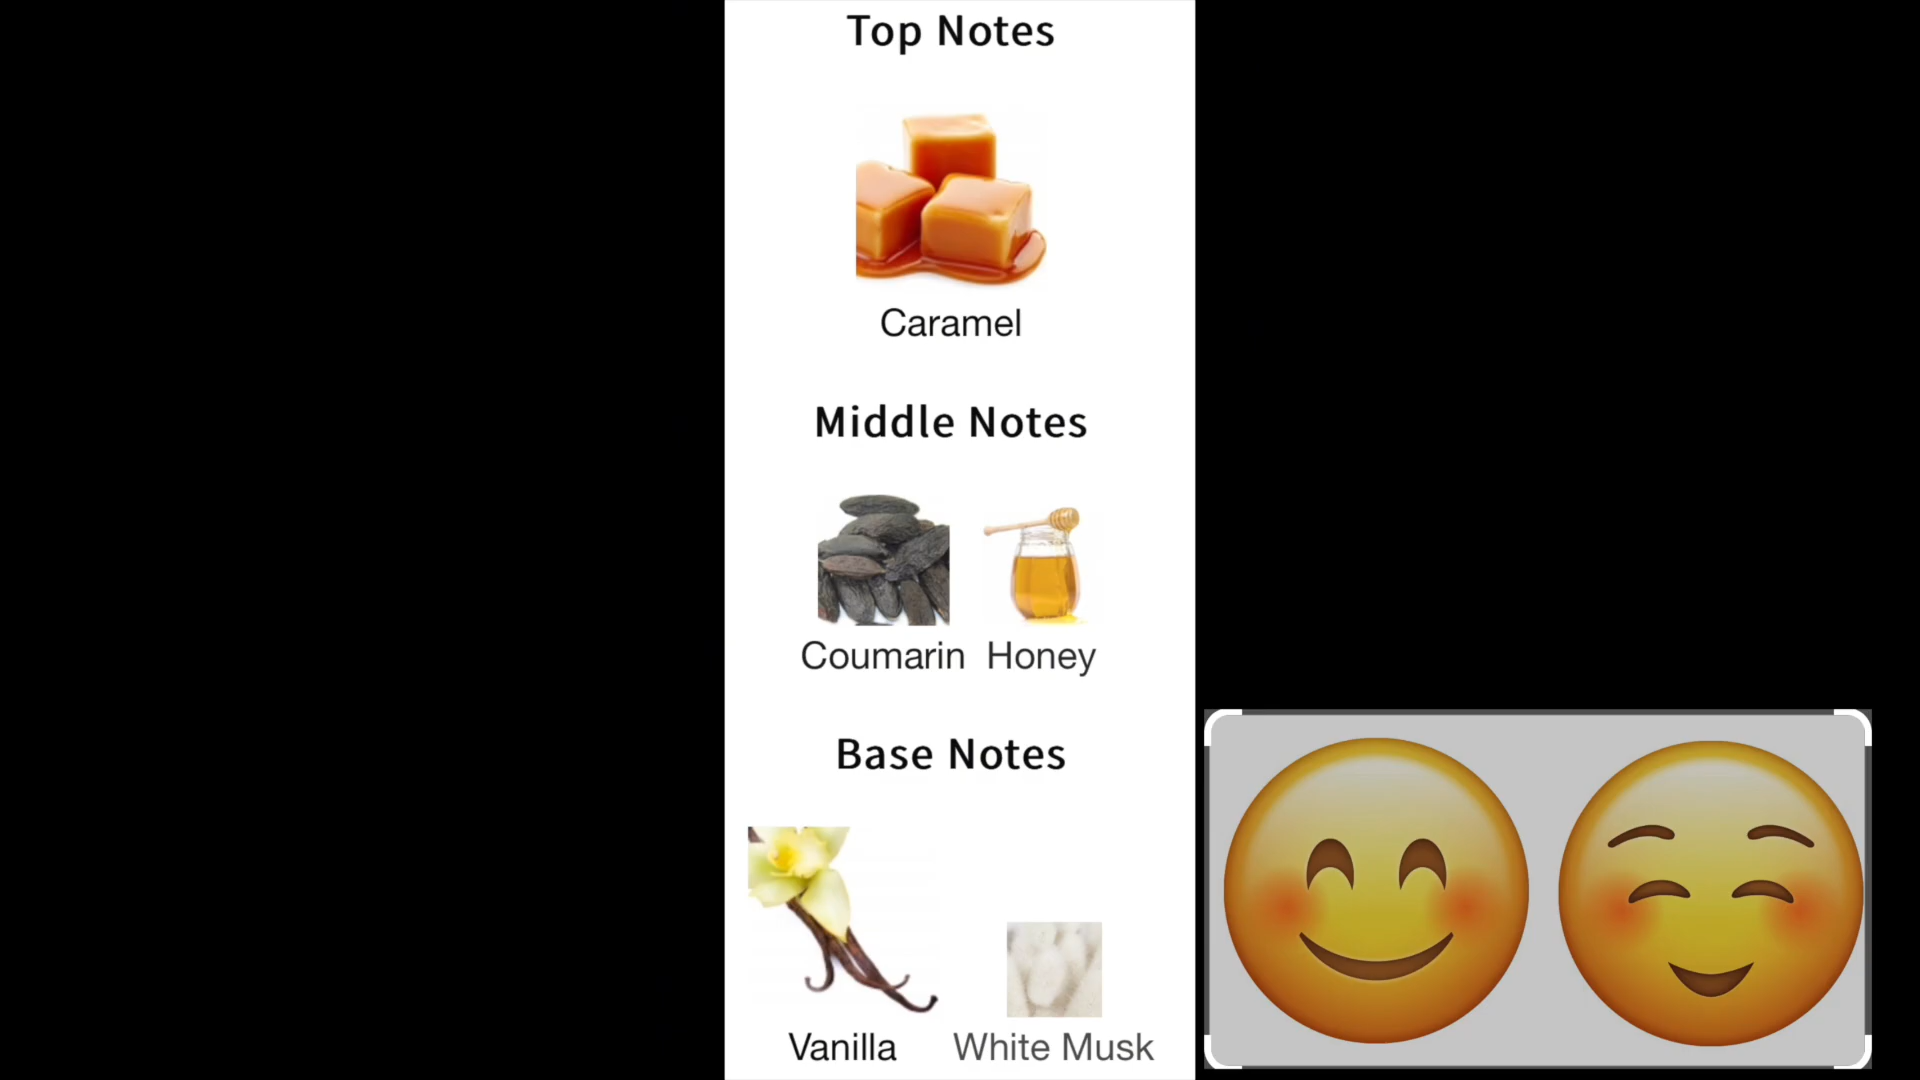 Top Notes
Caramel
Middle Notes
Coumarin Honey
Base Notes
Vanilla White Musk